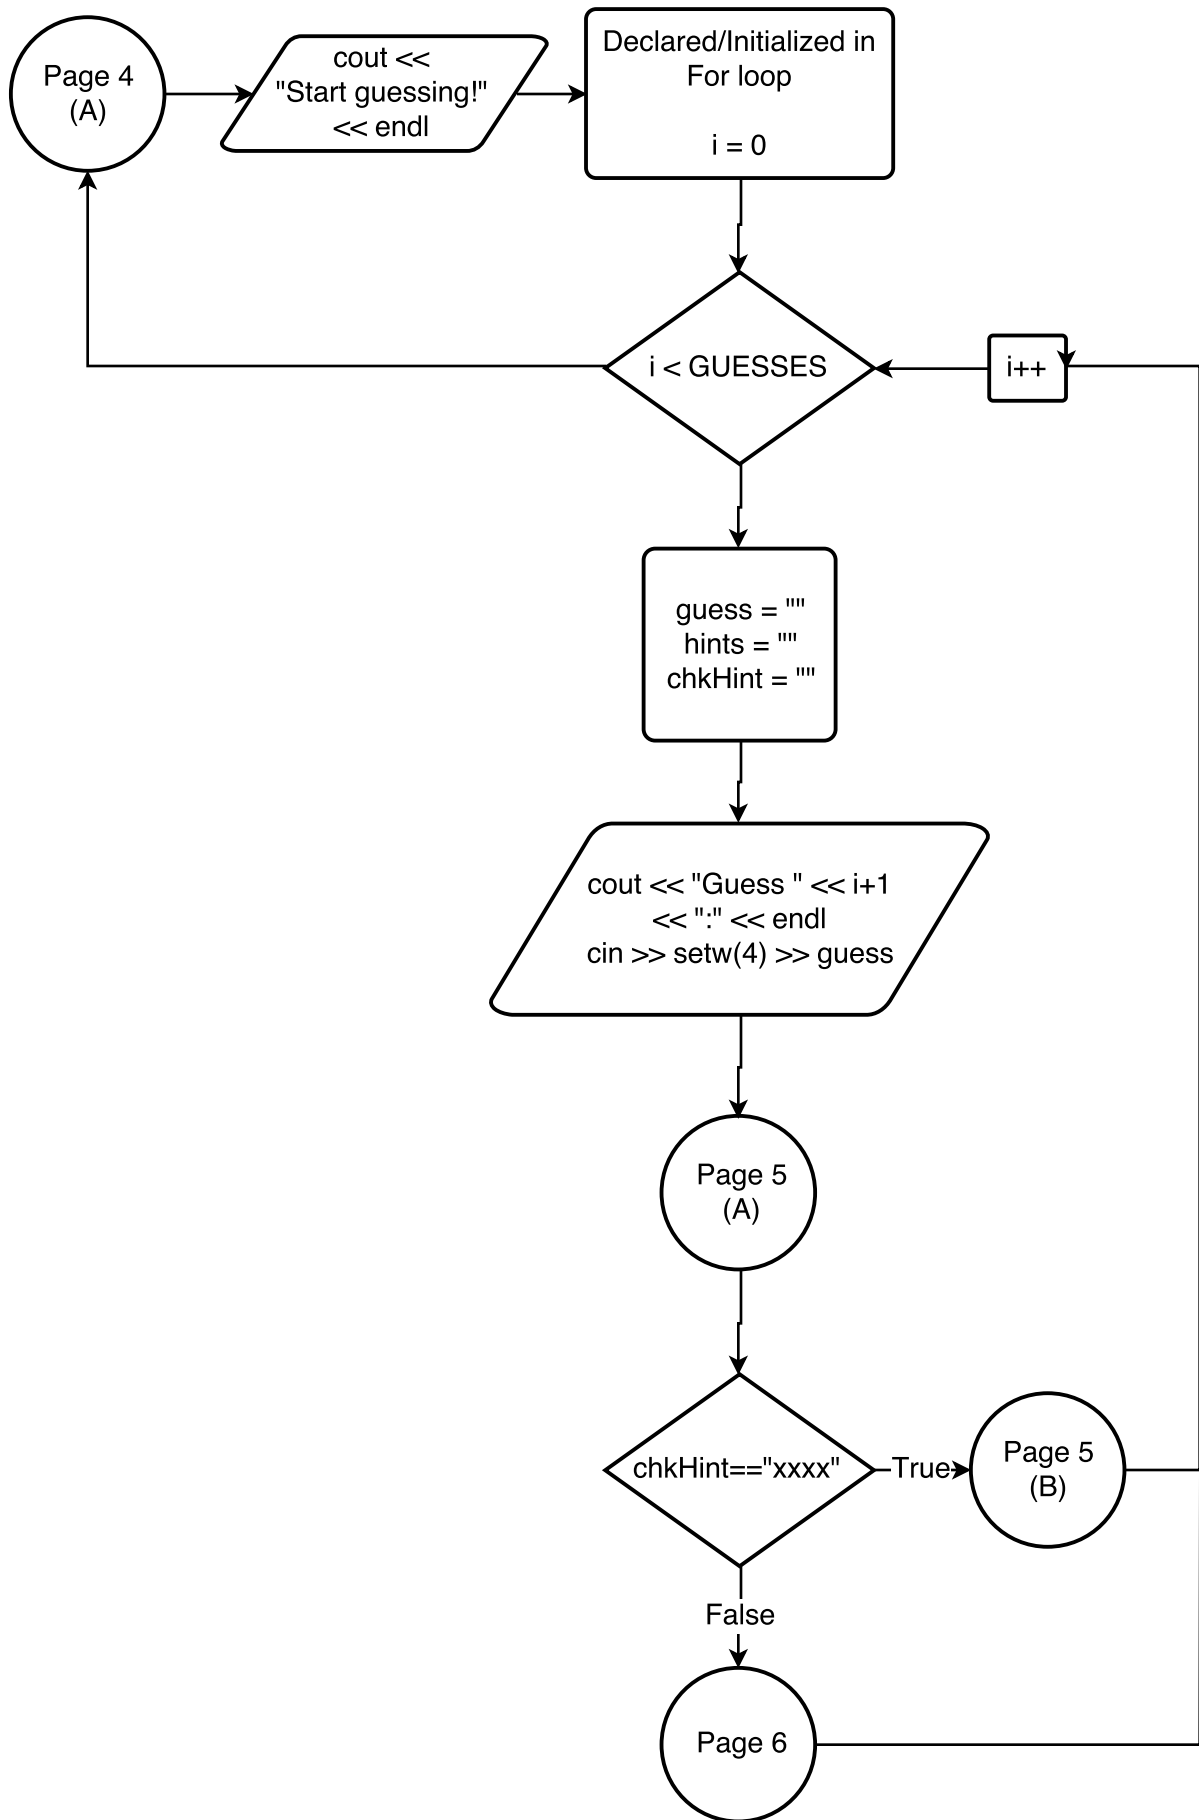 Page 4
(A)
cout <<
"Start guessing!"
<< endl
Declared/Initialized in
For loop
i = 0
i < GUESSES
i++
guess = ""
hints = ""
chkHint = ""
cout << "Guess " << i+1
<< ":" << endl
cin >> setw(4) >> guess
Page 5
(A)
chkHint=="xxxx"
True
Page 5
(B)
False
Page 6